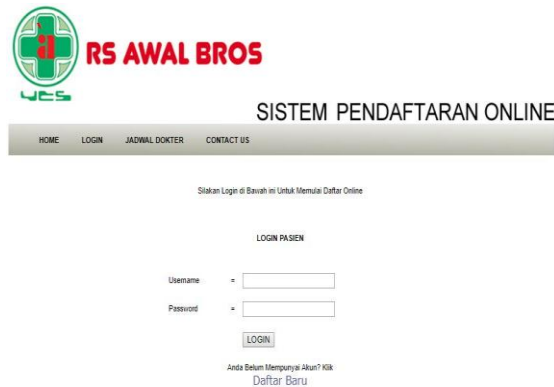 RS AWAL BROS
YES
SISTEM PENDAFTARAN ONLINE
HOME LOGIN JADWAL DOKTER CONTACT US
Silakan Login di Bawah ini Untuk Memulai Daftar Online
LOGIN PASIEN
Username =
Password =
LOGIN
Anda Belum Mempunyai Akun? Klik
Daftar Baru